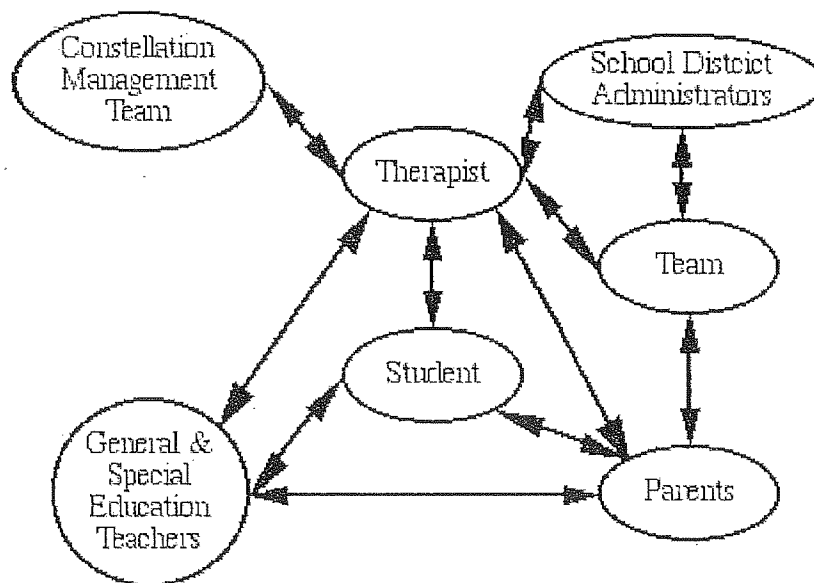 Constellation
Management
Team
School Distcict
Administrators
Therapist
Team
Student
General &
Special
Education
Teachers
Parents